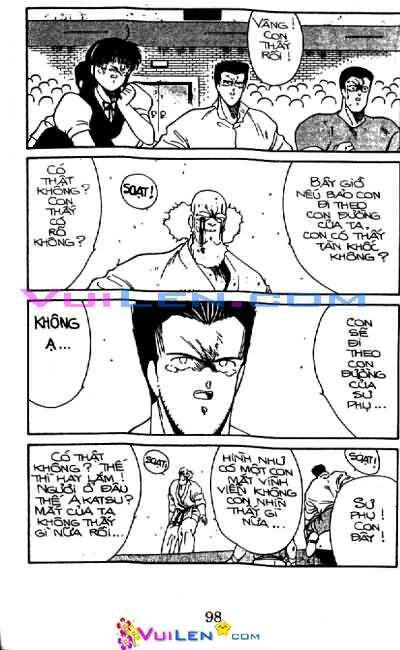 VÂNG!
CON
THẤY
RỒI!
CÓ
THẬT
KHÔNG?
CON
THẤY
CÓ
RÕ
KHÔNG?
SOẠT!
BÂY GIỜ
NẾU BẢO CON
ĐI THEO
CON ĐƯỜNG
CỦA TA,
CON CÓ THẤY
TÀN KHỐC
KHÔNG?
VUILEN.COM
KHÔNG
Ạ...
CON
SẼ
ĐI
THEO
CON
ĐƯỜNG
CỦA
SƯ
PHỤ...
CÓ THẬT
KHÔNG? THẾ
THÌ HAY LẮM!
NGƯƠI Ở ĐÂU
THẾ AKATSU?
MẮT CỦA TA
KHÔNG THẤY
GÌ NỮA RỒI...
SOẠT!
HÌNH NHƯ
CÓ MỘT CON
MẮT VĨNH
VIỄN KHÔNG
CÒN NHÌN
THẤT GÌ
NỮA...
SOẠT!
SƯ
PHỤ!
CON
ĐÂY!
98
VUILEN.COM